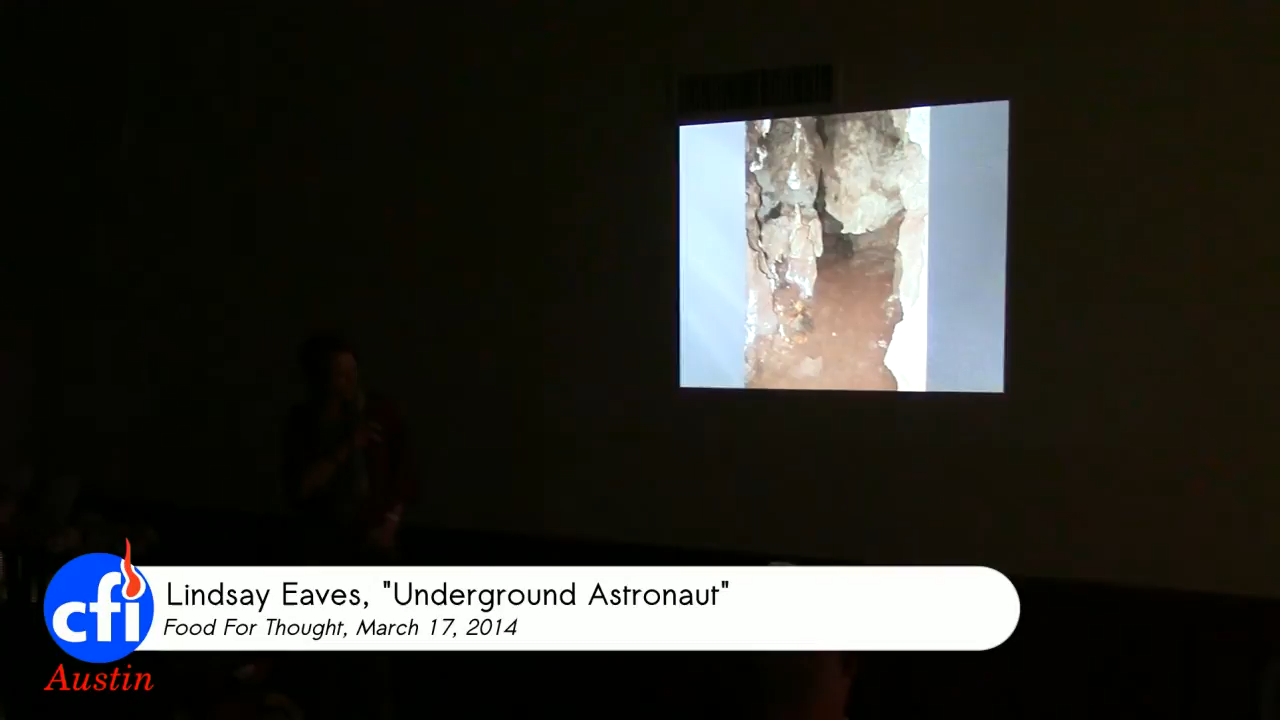 Lindsay Eaves, "Underground Astronaut"
Food For Thought, March 17, 2014
cfi
Austin